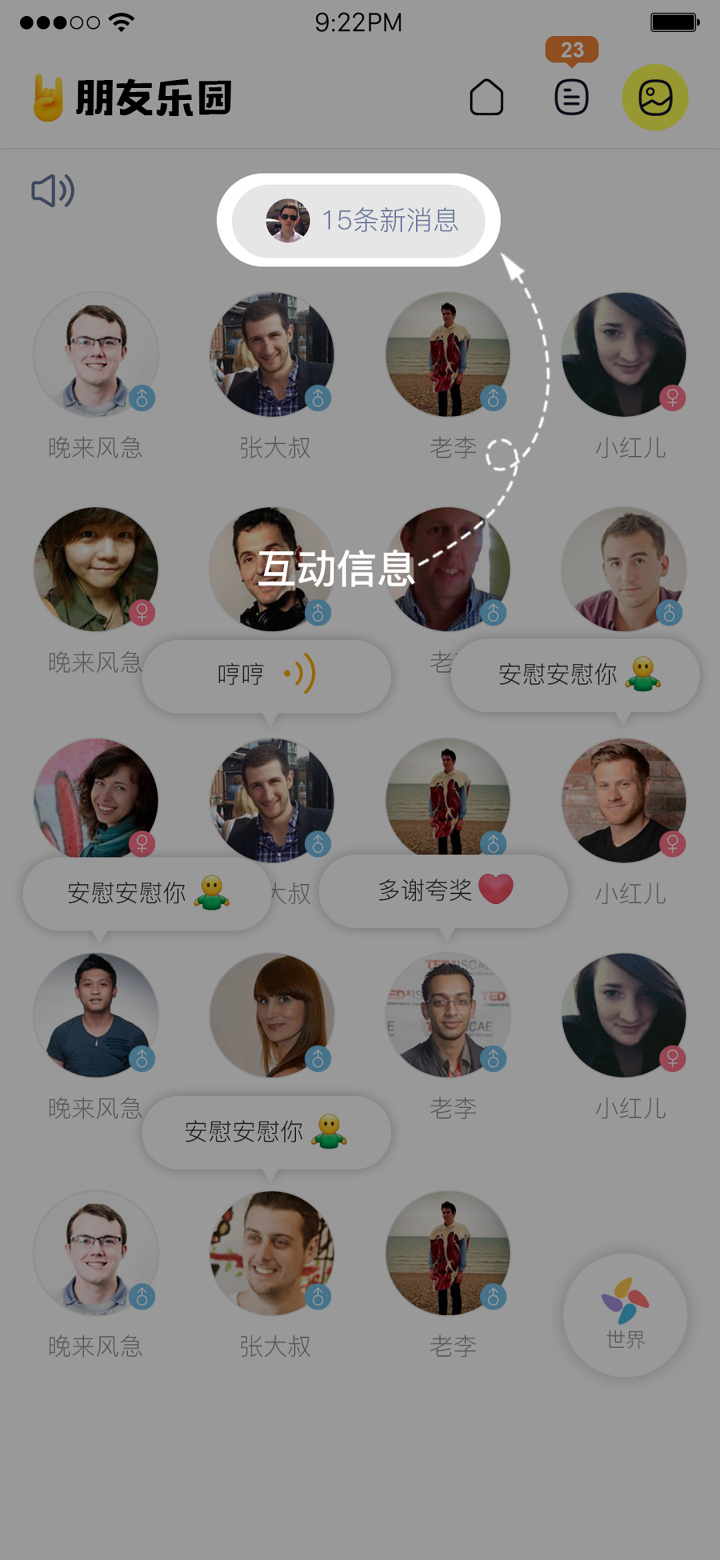 9:22PM
23
朋友乐园
15条新消息
晚来风急
张大叔
老李
小红儿
互动信息
晚来风急
老
哼哼
安慰安慰你
安慰安慰你
大叔
多谢夸奖
小红儿
TED
ISCAE
晚来风急
老李
小红儿
安慰安慰你
晚来风急
张大叔
老李
世界